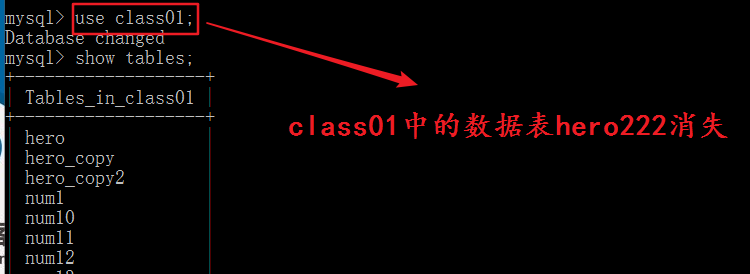 mysql> use class01;
Database changed
mysql> show tables;
+--------------------+
| Tables_in_class01 |
+--------------------+
class01中的数据表hero222消失
| hero |
| hero_copy |
| hero_copy2 |
| num1 |
| num10 |
| num11 |
| num12 |